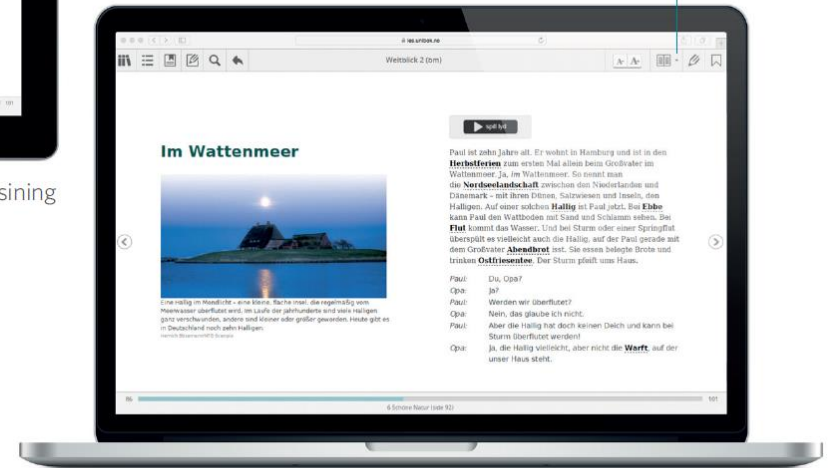 101
sining
les.unibok.no
Weitblick 2 (bm)
A- A+
spill lyd
Im Wattenmeer
Eine Hallig im Mondlicht – eine kleine, flache Insel, die regelmäßig vom
Meerwasser überflutet wird. Im Laufe der Jahrhunderte sind viele Halligen
ganz verschwunden, andere sind kleiner oder größer geworden. Heute gibt es
in Deutschland noch zehn Halligen.
Paul ist zehn Jahre alt. Er wohnt in Hamburg und ist in den
Herbstferien zum ersten Mal allein beim Großvater im
Wattenmeer. Ja, im Wattenmeer. So nennt man
die Nordseelandschaft zwischen den Niederlanden und
Dänemark – mit ihren Dünen, Salzwiesen und Inseln, den
Halligen. Auf einer solchen Hallig ist Paul jetzt. Bei Ebbe
kann Paul den Wattboden mit Sand und Schlamm sehen. Bei
Flut kommt das Wasser. Und bei Sturm oder einer Springflut
überspült es vielleicht auch die Hallig, auf der Paul gerade mit
dem Großvater Abendbrot isst. Sie essen belegte Brote und
trinken Ostfriesentee. Der Sturm pfeift ums Haus.
Paul: Du, Opa?
Opa: Ja?
Paul: Werden wir überflutet?
Opa: Nein, das glaube ich nicht.
Paul: Aber die Hallig hat doch keinen Deich und kann bei
Sturm überflutet werden!
Opa: Ja, die Hallig vielleicht, aber nicht die Warft, auf der
unser Haus steht.
86
101
6 Schöne Natur (side 92)